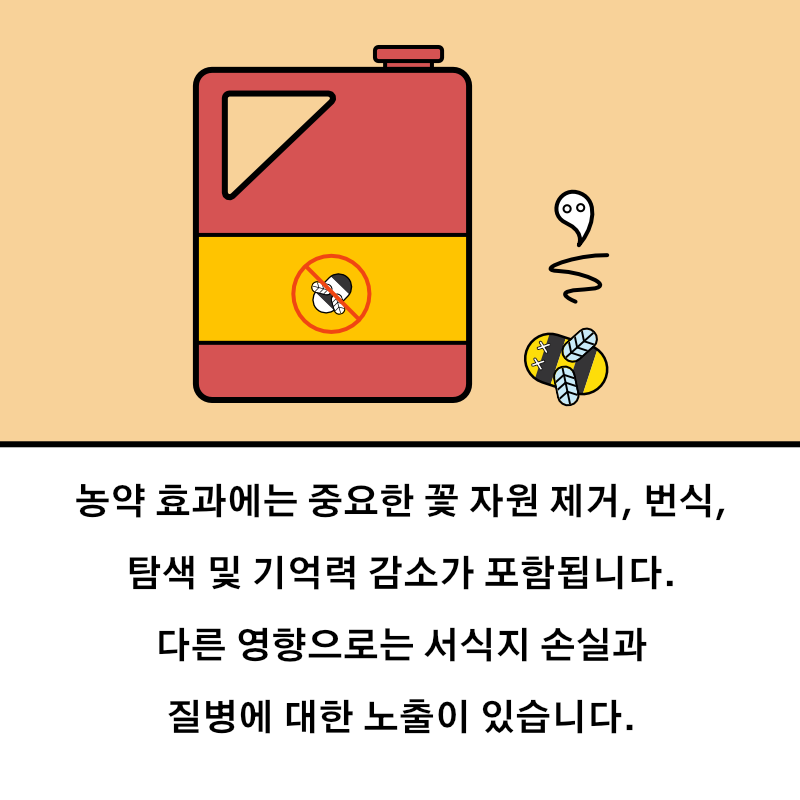 농약 효과에는 중요한 꽃 자원 제거, 번식,
탐색 및 기억력 감소가 포함됩니다.
다른 영향으로는 서식지 손실과
질병에 대한 노출이 있습니다.